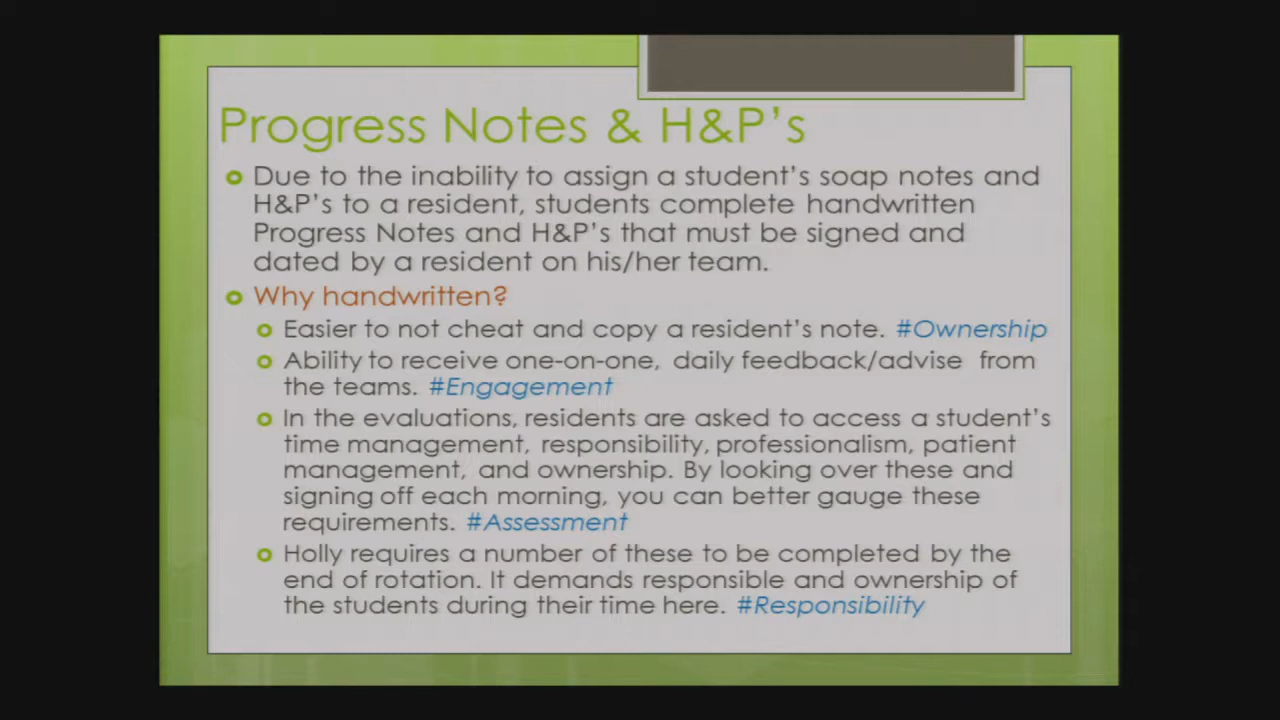 Progress Notes & H&P's
Due to the inability to assign a student's soap notes and
H&P's to a resident, students complete handwritten
Progress Notes and H&P's that must be signed and
dated by a resident on his/her team.
Why handwritten?
Easier to not cheat and copy a resident's note. #Ownership
Ability to receive one-on-one, daily feedback/advise from
the teams. #Engagement
In the evaluations, residents are asked to access a student's
time management, responsibility, professionalism, patient
management, and ownership. By looking over these and
signing off each morning, you can better gauge these
requirements. #Assessment
Holly requires a number of these to be completed by the
end of rotation. It demands responsible and ownership of
the students during their time here. #Responsibility